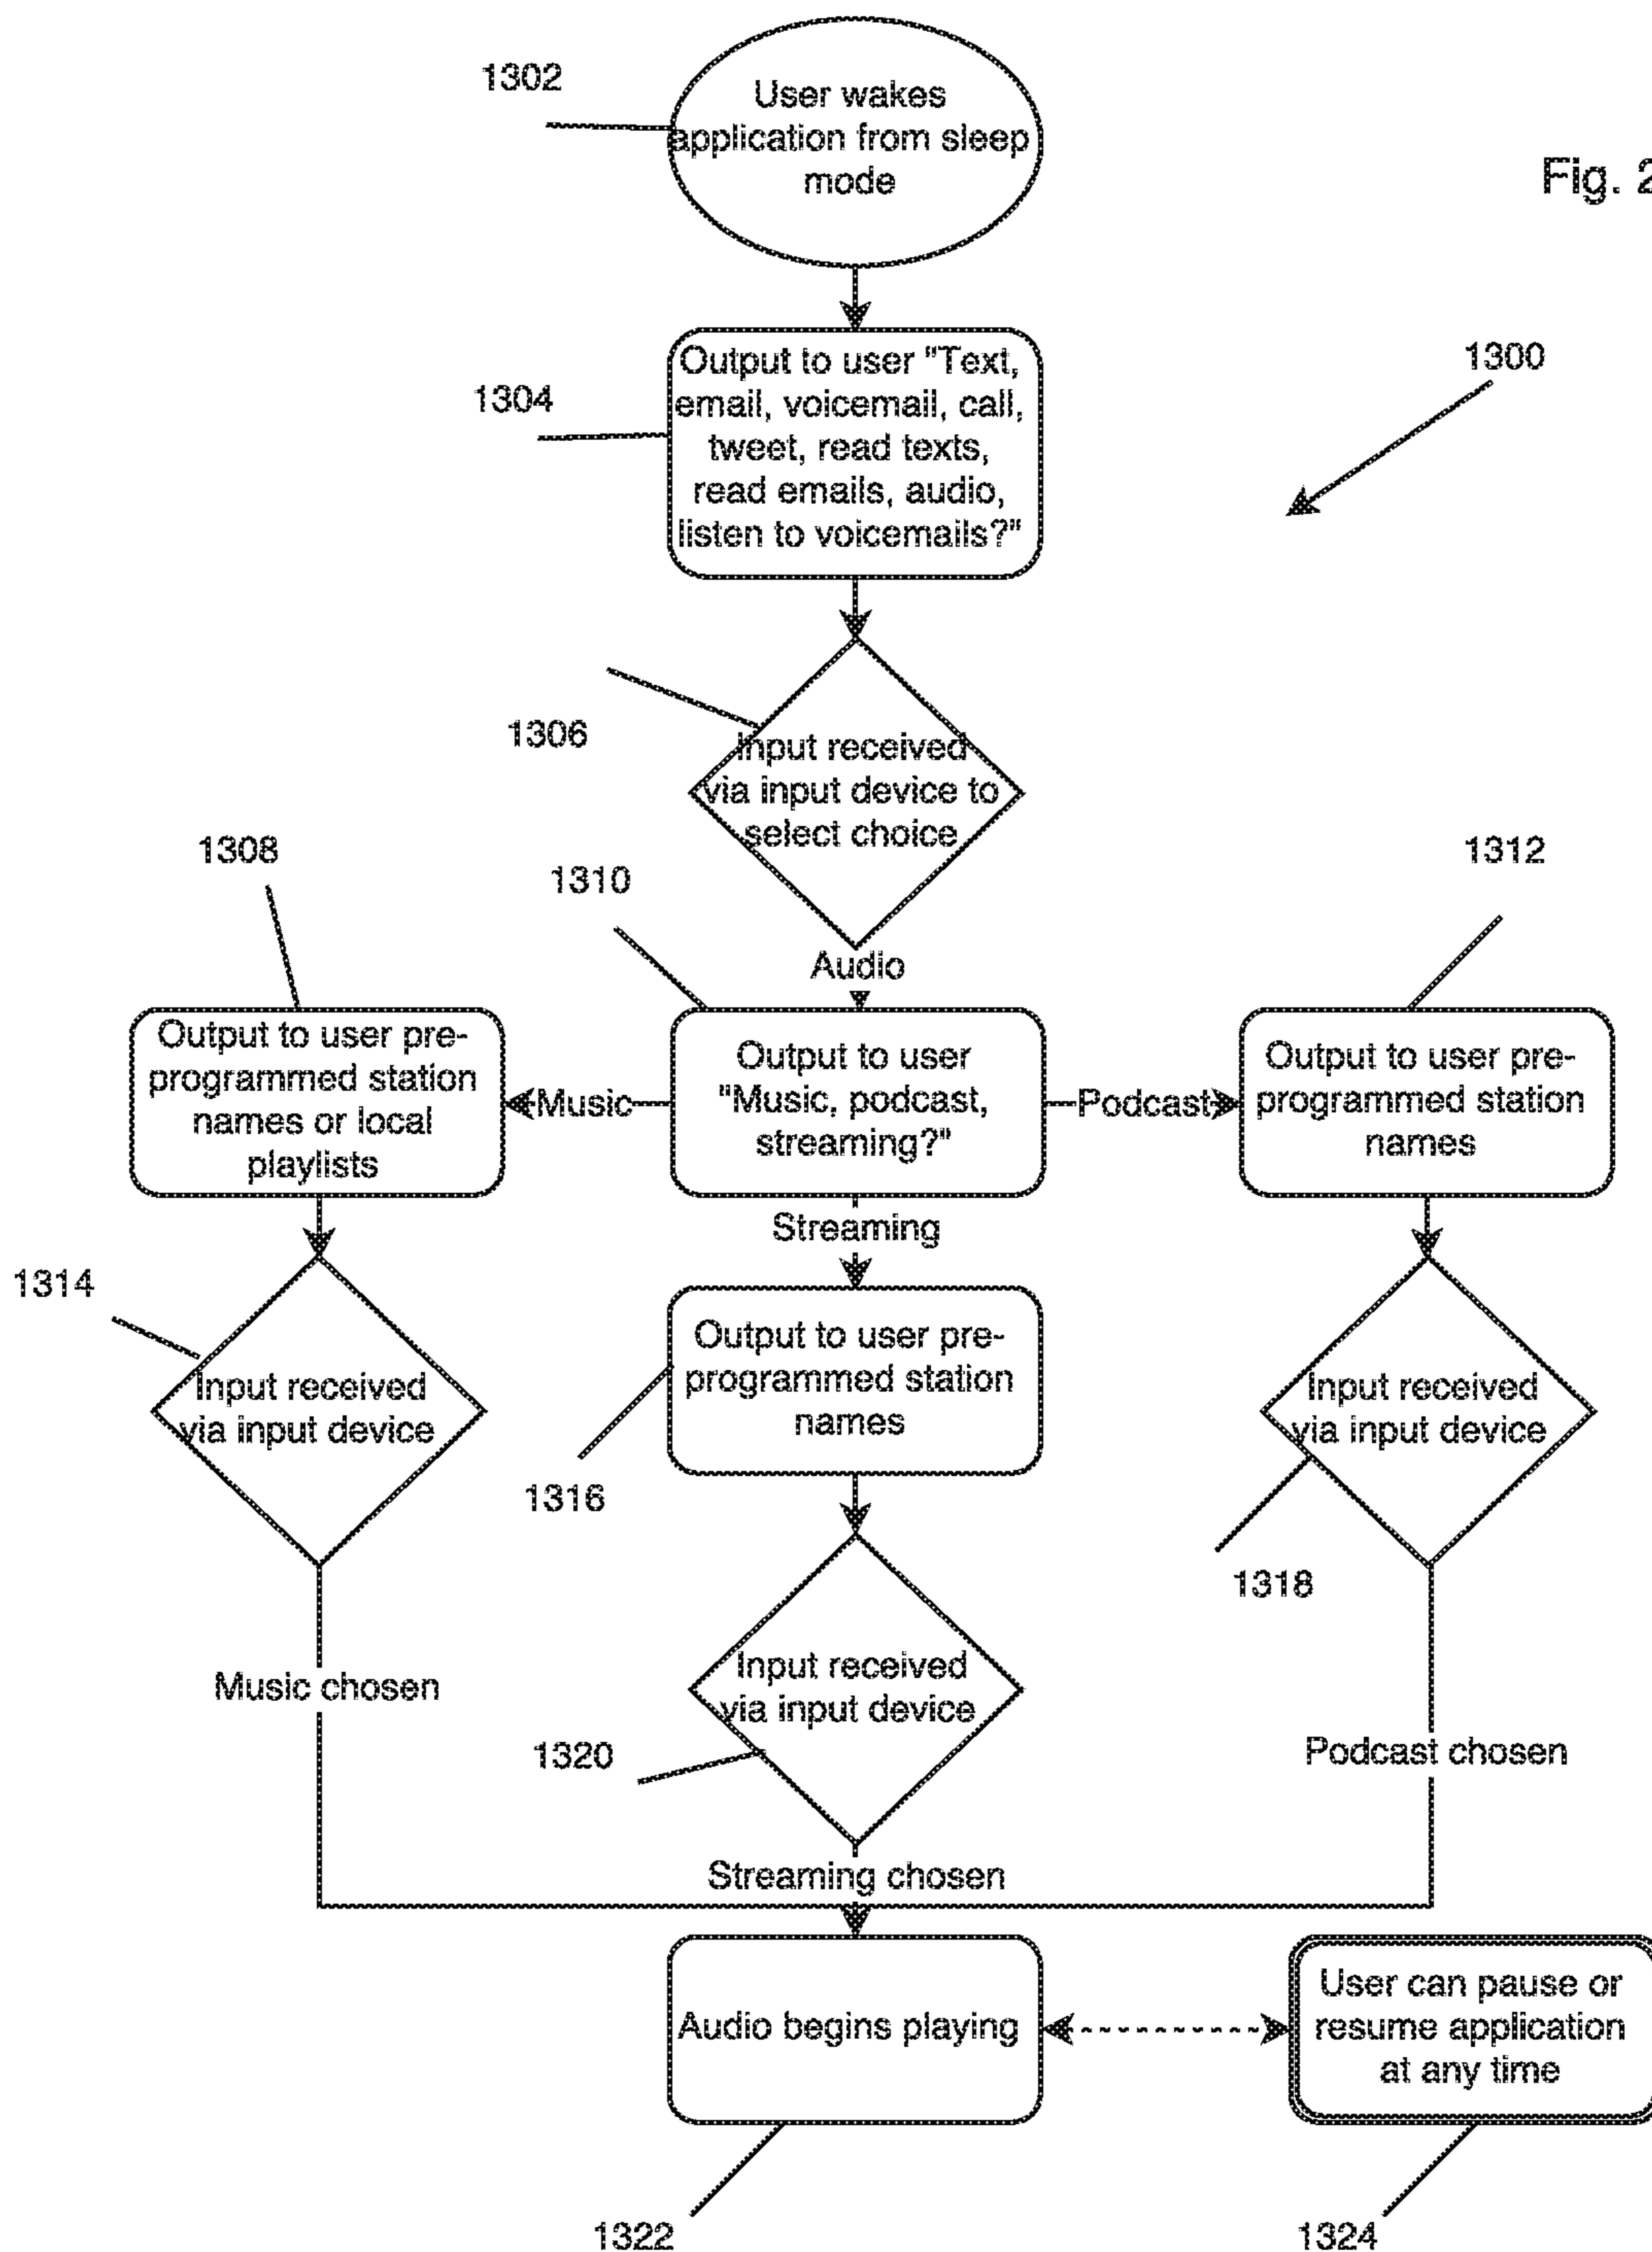 1302
User wakes
application from sleep
mode
Fig. 2
1300
1304
Output to user "Text,
email, voicemail, call,
tweet, read texts,
read emails, audio,
listen to voicemails?"
1306
Input received
via input device to
select choice
1308
1310
1312
Audio
Output to user pre-
programmed station
names or local
playlists
Music
Output to user
"Music, podcast,
streaming?"
Podcast
Output to user pre-
programmed station
names
Streaming
1314
Input received
via input device
Output to user pre-
programmed station
names
1316
Input received
via input device
1318
Music chosen
Input received
via input device
1320
Podcast chosen
Streaming chosen
Audio begins playing
User can pause or
resume application
at any time
1322
1324